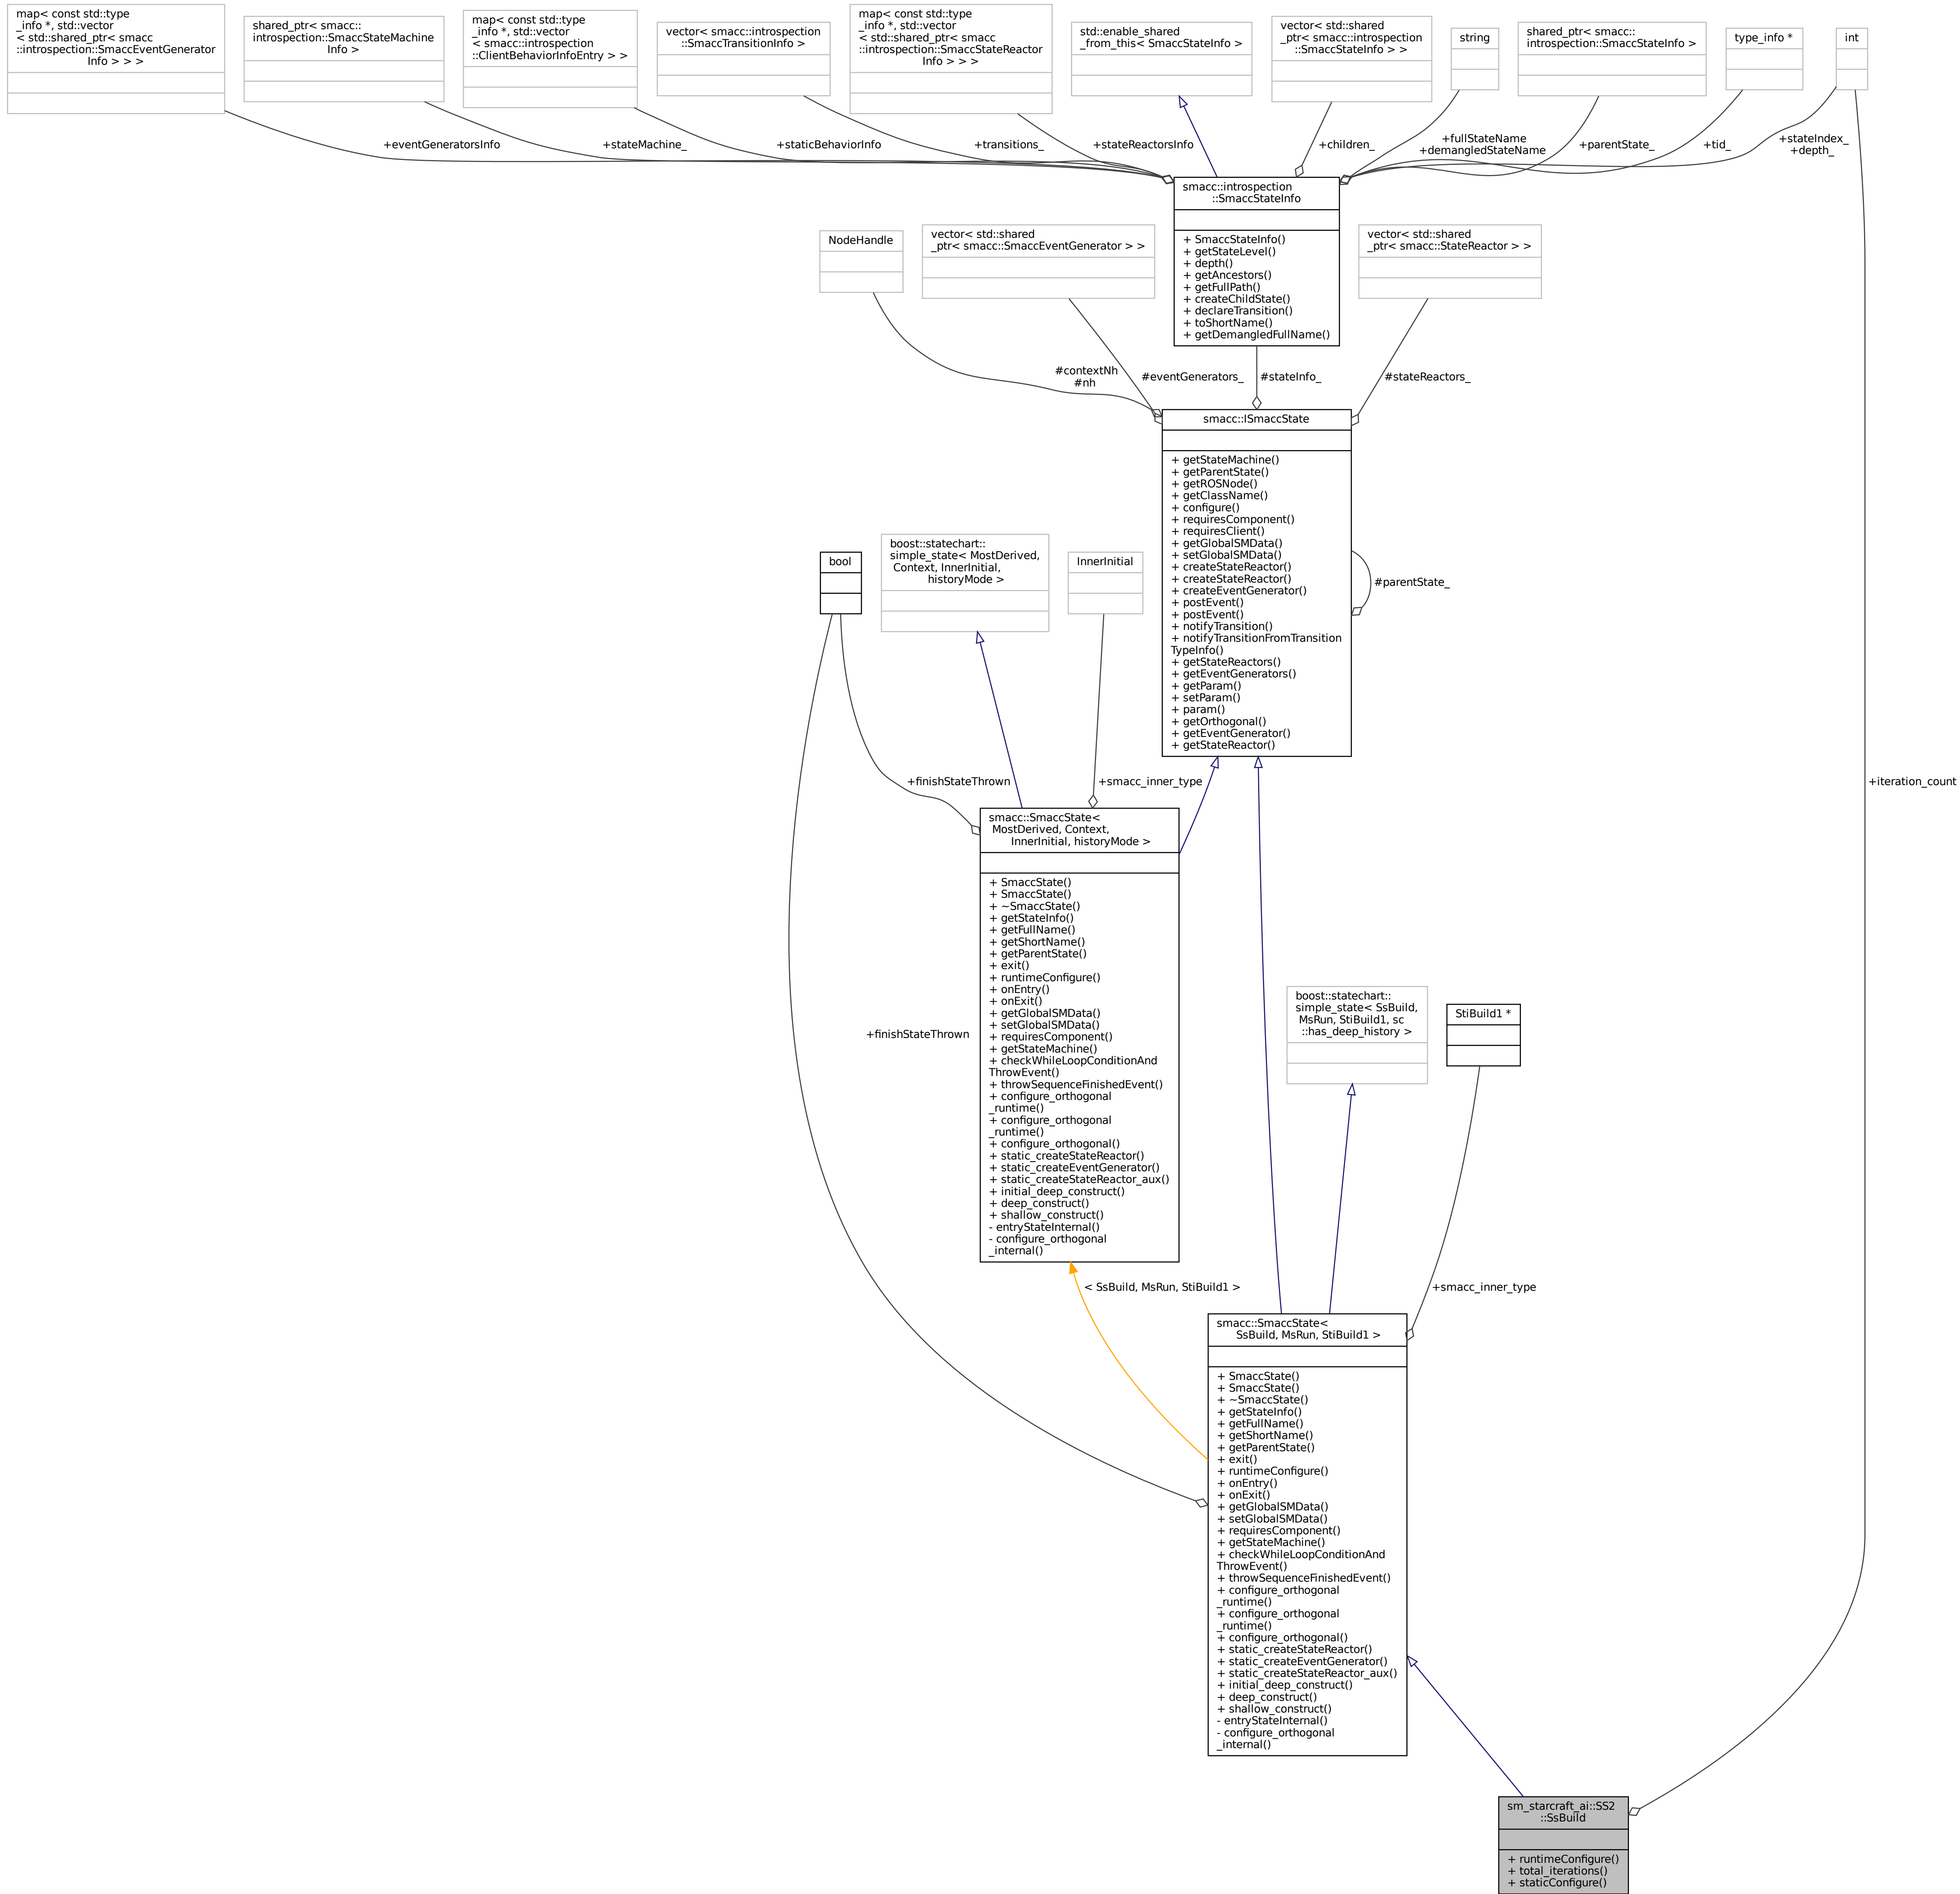 map< const std::type
_info *, std::vector
< std::shared_ptr< smacc
::introspection::SmaccEventGenerator
Info > > >
shared_ptr< smacc::
introspection::SmaccStateMachine
Info >
map< const std::type
_info *, std::vector
< smacc::introspection
::ClientBehaviorInfoEntry > >
vector< smacc::introspection
::SmaccTransitionInfo >
map< const std::type
_info *, std::vector
< std::shared_ptr< smacc
::introspection::SmaccStateReactor
Info > > >
std::enable_shared
_from_this< SmaccStateInfo >
vector< std::shared
_ptr< smacc::introspection
::SmaccStateInfo > >
string
shared_ptr< smacc::
introspection::SmaccStateInfo >
type_info *
int
+eventGeneratorsInfo
+stateMachine_
+staticBehaviorInfo
+transitions_
+stateReactorsInfo
+children_
+fullStateName
+demangledStateName
+parentState_
+tid_
+stateIndex_
+depth_
smacc::introspection
::SmaccStateInfo
+ SmaccStateInfo()
+ getStateLevel()
+ depth()
+ getAncestors()
+ getFullPath()
+ createChildState()
+ declareTransition()
+ toShortName()
+ getDemangledFullName()
NodeHandle
vector< std::shared
_ptr< smacc::SmaccEventGenerator > >
vector< std::shared
_ptr< smacc::StateReactor > >
#contextNh
#nh
#eventGenerators_
#stateInfo_
#stateReactors_
smacc::ISmaccState
+ getStateMachine()
+ getParentState()
+ getROSNode()
+ getClassName()
+ configure()
+ requiresComponent()
+ requiresClient()
+ getGlobalSMData()
+ setGlobalSMData()
+ createStateReactor()
+ createStateReactor()
+ createEventGenerator()
+ postEvent()
+ postEvent()
+ notifyTransition()
+ notifyTransitionFromTransition
TypeInfo()
+ getStateReactors()
+ getEventGenerators()
+ getParam()
+ setParam()
+ param()
+ getOrthogonal()
+ getEventGenerator()
+ getStateReactor()
#parentState_
bool
boost::statechart::
simple_state< MostDerived,
Context, InnerInitial,
historyMode >
InnerInitial
+finishStateThrown
+smacc_inner_type
+iteration_count
smacc::SmaccState<
MostDerived, Context,
InnerInitial, historyMode >
+ SmaccState()
+ SmaccState()
+ ~SmaccState()
+ getStateInfo()
+ getFullName()
+ getShortName()
+ getParentState()
+ exit()
+ runtimeConfigure()
+ onEntry()
+ onExit()
+ getGlobalSMData()
+ setGlobalSMData()
+ requiresComponent()
+ getStateMachine()
+ checkWhileLoopConditionAnd
ThrowEvent()
+ throwSequenceFinishedEvent()
+ configure_orthogonal
_runtime()
+ configure_orthogonal
_runtime()
+ configure_orthogonal()
+ static_createStateReactor()
+ static_createEventGenerator()
+ static_createStateReactor_aux()
+ initial_deep_construct()
+ deep_construct()
+ shallow_construct()
- entryStateInternal()
- configure_orthogonal
_internal()
+finishStateThrown
boost::statechart::
simple_state< SsBuild,
MsRun, StiBuild1, sc
::has_deep_history >
StiBuild1 *
< SsBuild, MsRun, StiBuild1 >
+smacc_inner_type
smacc::SmaccState<
SsBuild, MsRun, StiBuild1 >
+ SmaccState()
+ SmaccState()
+ ~SmaccState()
+ getStateInfo()
+ getFullName()
+ getShortName()
+ getParentState()
+ exit()
+ runtimeConfigure()
+ onEntry()
+ onExit()
+ getGlobalSMData()
+ setGlobalSMData()
+ requiresComponent()
+ getStateMachine()
+ checkWhileLoopConditionAnd
ThrowEvent()
+ throwSequenceFinishedEvent()
+ configure_orthogonal
_runtime()
+ configure_orthogonal
_runtime()
+ configure_orthogonal()
+ static_createStateReactor()
+ static_createEventGenerator()
+ static_createStateReactor_aux()
+ initial_deep_construct()
+ deep_construct()
+ shallow_construct()
- entryStateInternal()
- configure_orthogonal
_internal()
sm_starcraft_ai::SS2
::SsBuild
+ runtimeConfigure()
+ total_iterations()
+ staticConfigure()